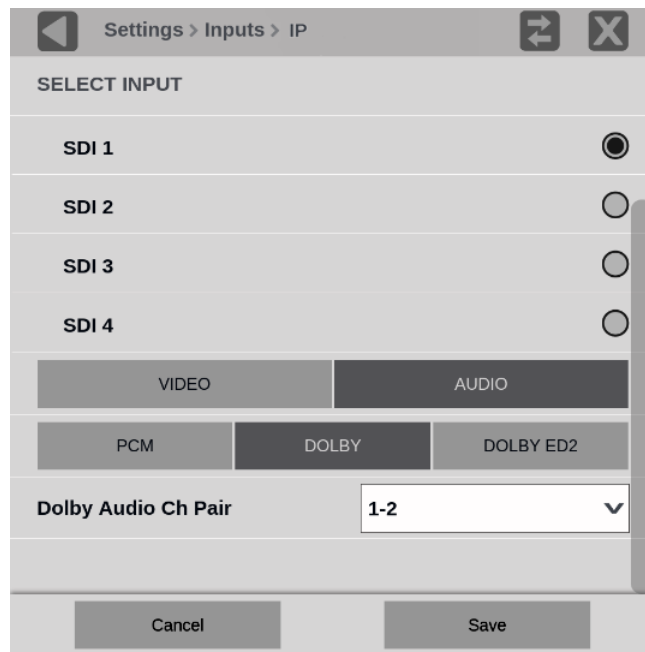 Settings > Inputs > IP
SELECT INPUT
SDI 1
SDI 2
SDI 3
SDI 4
VIDEO AUDIO
PCM DOLBY DOLBY ED2
Dolby Audio Ch Pair 1-2
Cancel Save